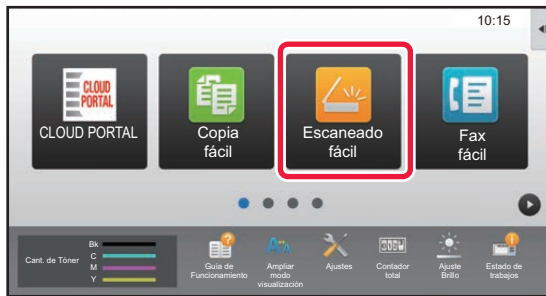 10:15
CLOUD
PORTAL
CLOUD PORTAL
Copia
fácil
Escaneado
fácil
Fax
fácil
Cant. de Tóner
Bk
C
M
Y
Guía de
Funcionamiento
Ampliar
modo
visualización
Ajustes
Contador
total
Ajuste
Brillo
Estado de
trabajos